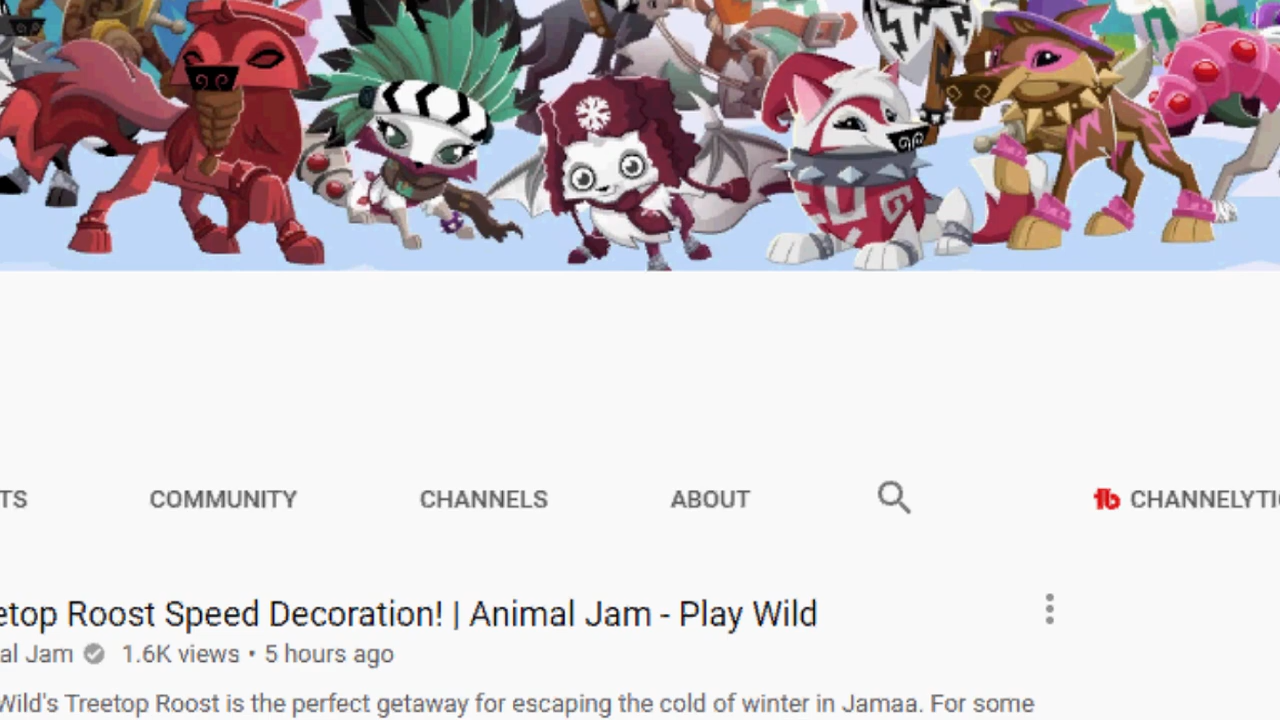 TS COMMUNITY CHANNELS ABOUT CHANNELYTI
etop Roost Speed Decoration! | Animal Jam - Play Wild
al Jam 1.6K views • 5 hours ago
Wild's Treetop Roost is the perfect getaway for escaping the cold of winter in Jamaa. For some